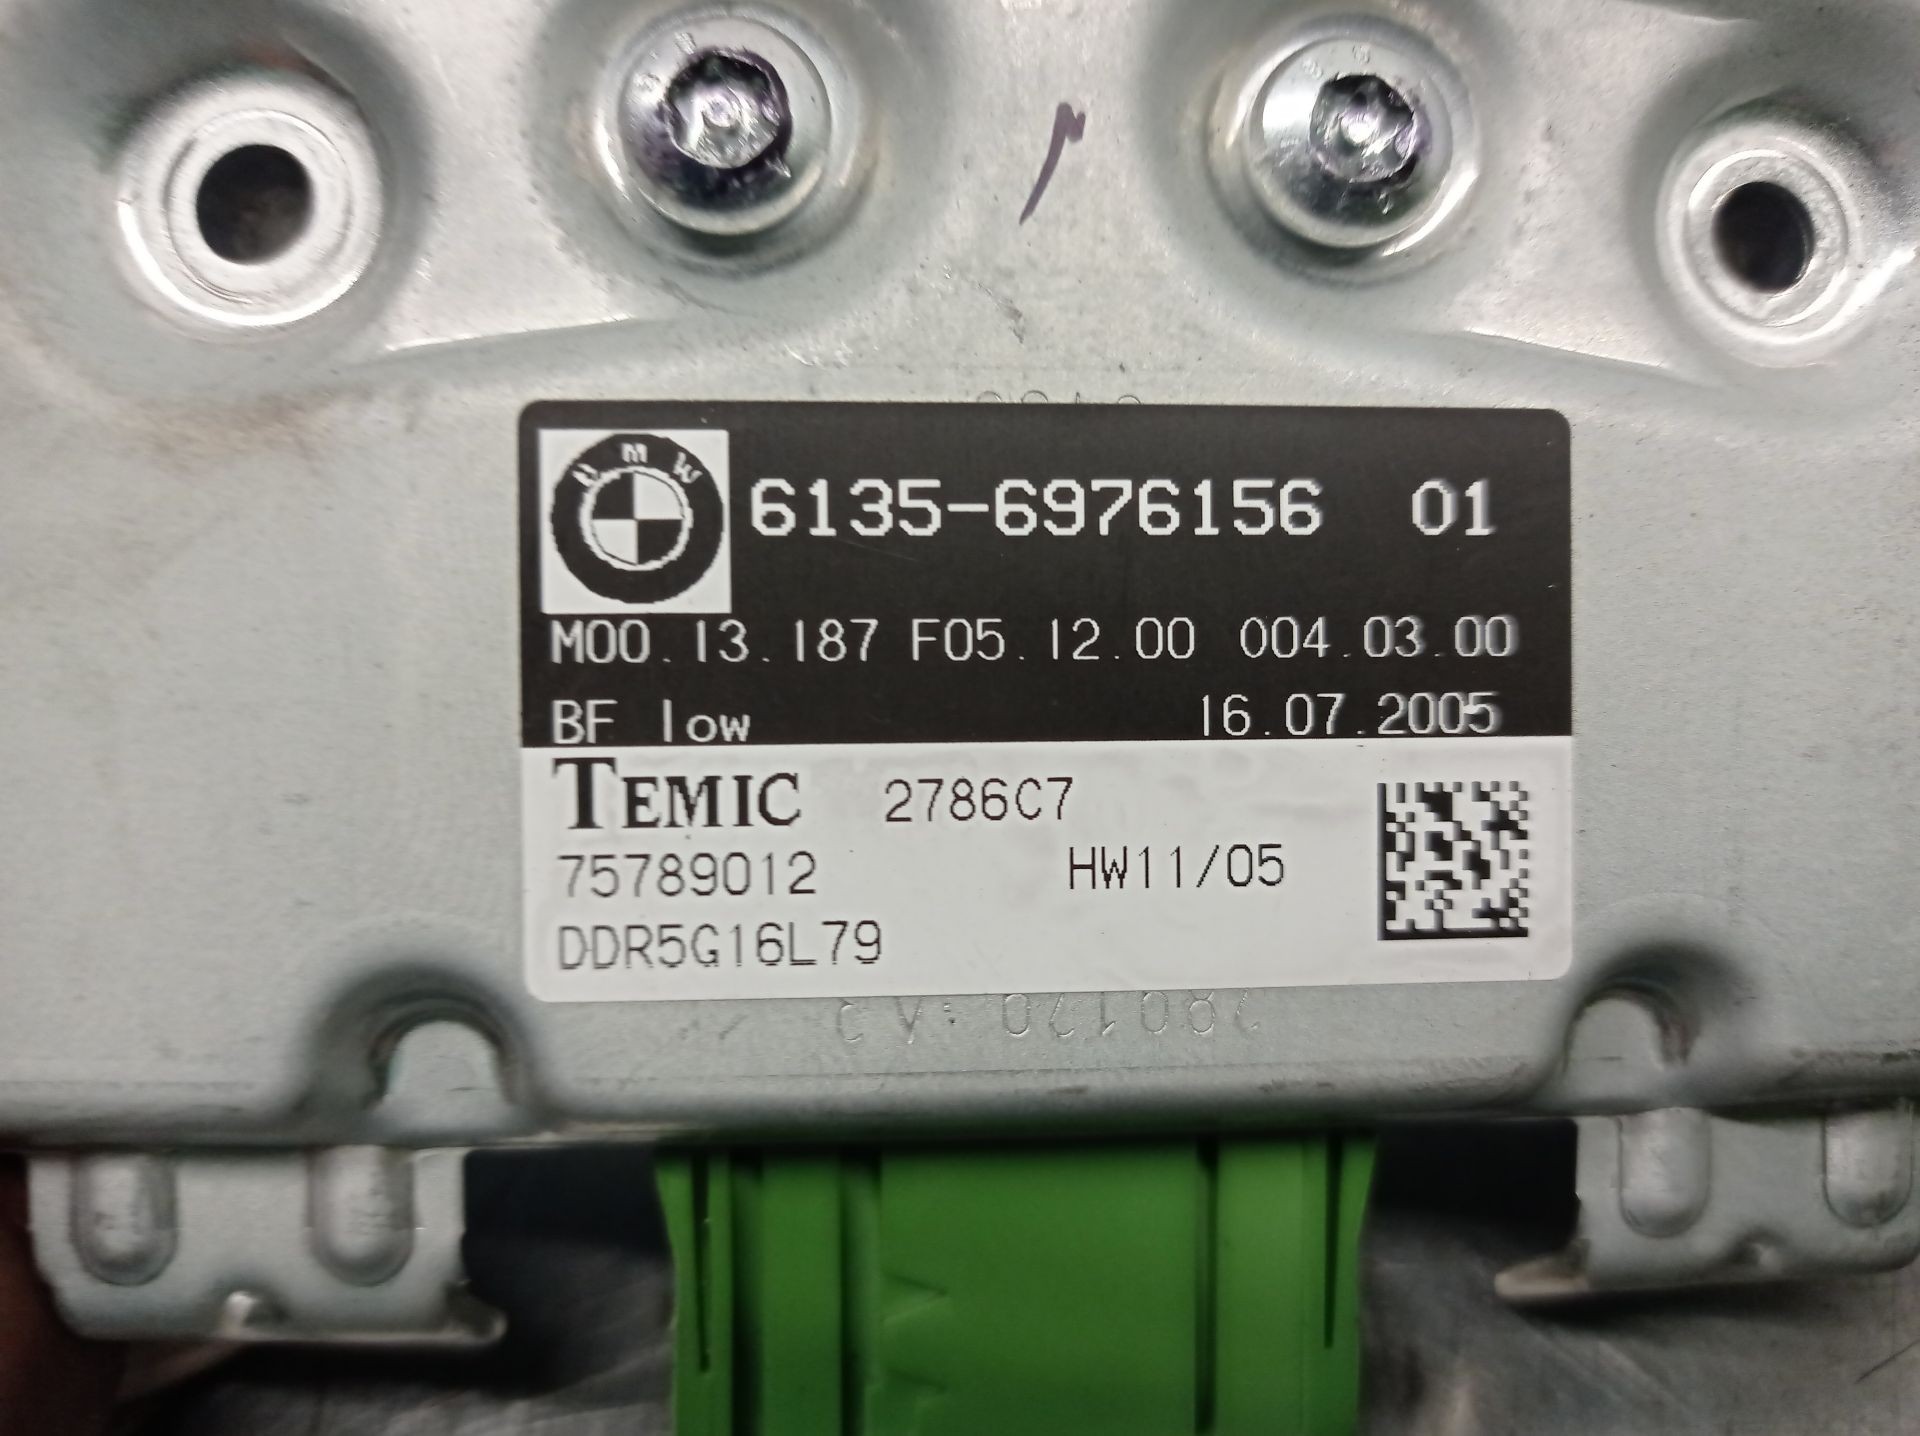 BMW
6135-6976156 01
M00.13.187 F05.12.00 004.03.00
BF low 16.07.2005
TEMIC 2786C7
75789012 HW11/05
DDR5G16L79